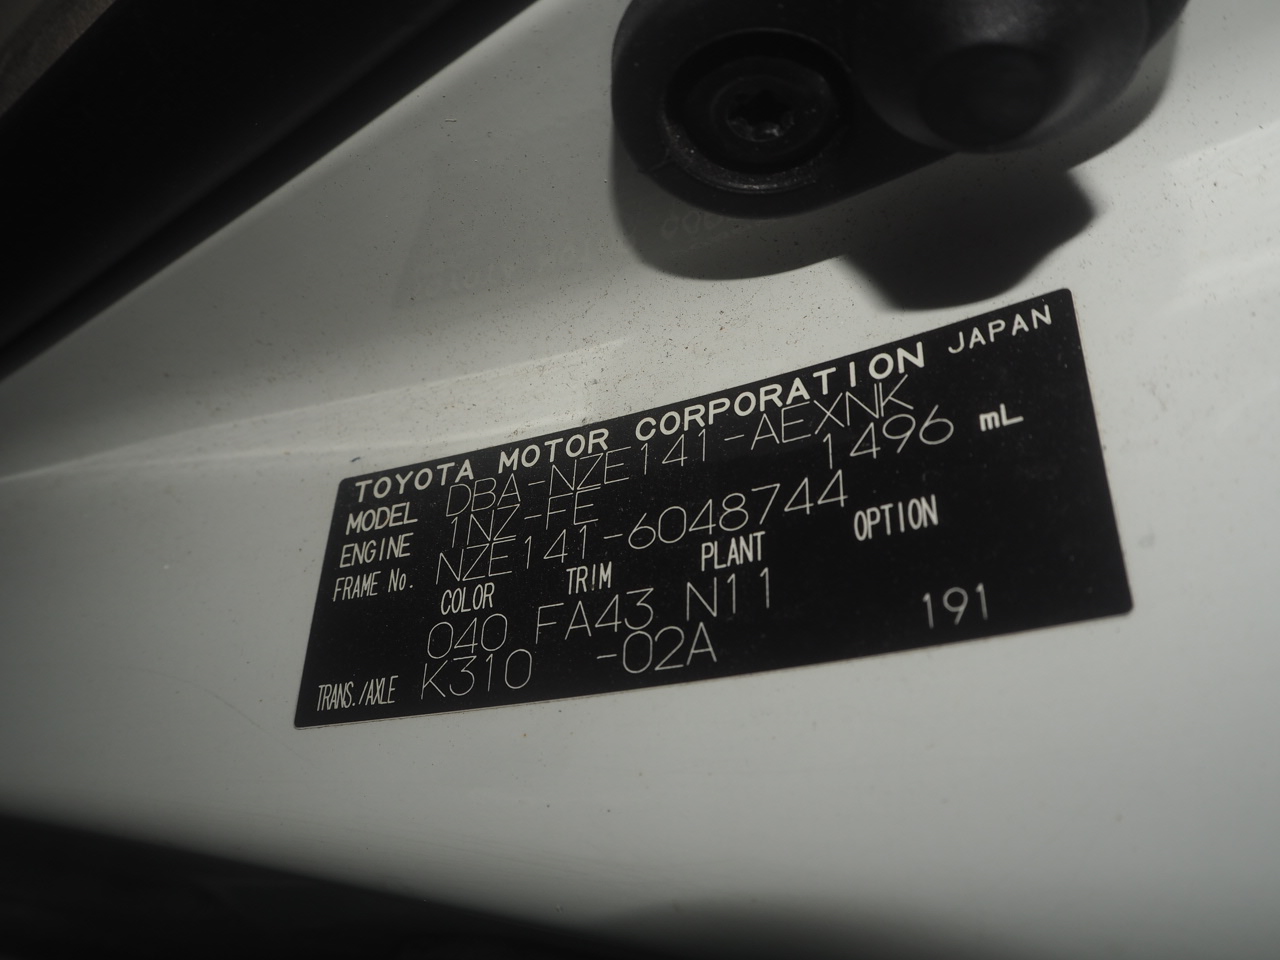 TOYOTA MOTOR CORPORATION JAPAN
MODEL DBA-NZE141-AEXNK
ENGINE 1NZ-FE 1496 mL
FRAME No. NZE141-6048744
COLOR TRIM PLANT OPTION
040 FA43 N11
TRANS./AXLE K310 -02A 191